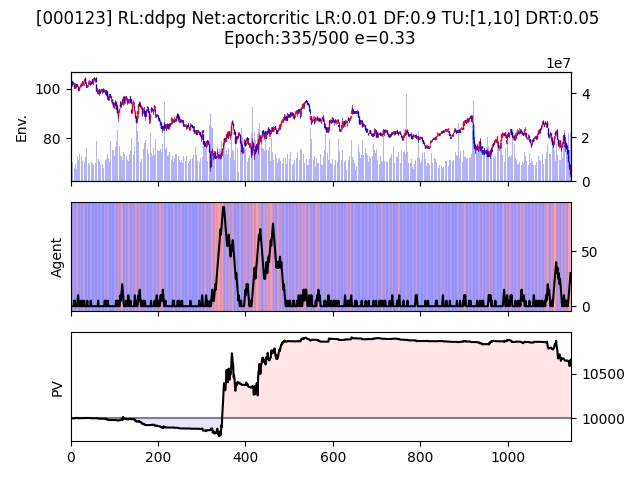 [000123] RL:ddpg Net:actorcritic LR:0.01 DF:0.9 TU:[1,10] DRT:0.05
Epoch:335/500 e=0.33
1e7
100
80
Env.
4
2
0
Agent
50
0
PV
10500
10000
0
200
400
600
800
1000